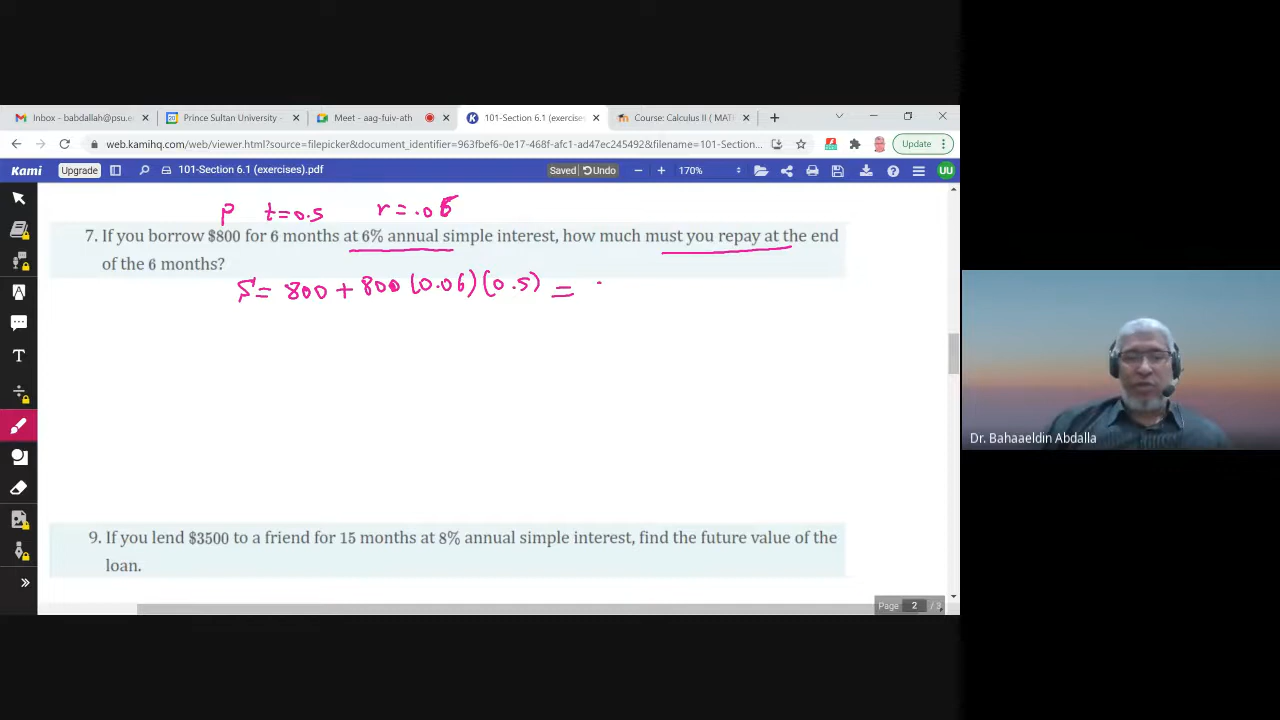 Inbox - babdallah@psu.e
Prince Sultan University -
Meet - aag-fuiv-ath
101-Section 6.1 (exercises
Course: Calculus II ( MAT
web.kamihq.com/web/viewer.html?source=filepicker&document_identifier=963fbef6-0e17-468f-afc1-ad47ec245492&filename=101-Section...
Update
Kami
Upgrade
101-Section 6.1 (exercises).pdf
Saved
Undo
170%
UU
P t=0.5 r=.06
7. If you borrow $800 for 6 months at 6% annual simple interest, how much must you repay at the end
of the 6 months?
S= 800 + 800 (0.06)(0.5) =
9. If you lend $3500 to a friend for 15 months at 8% annual simple interest, find the future value of the
loan.
Page 2 / 9
Dr. Bahaaeldin Abdalla